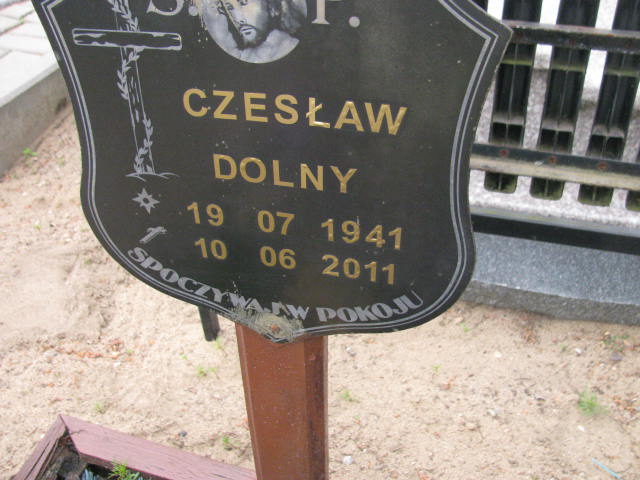 S. P.
CZESŁAW
DOLNY
19 07 1941
10 06 2011
SPOCZYWAJ W POKOJU